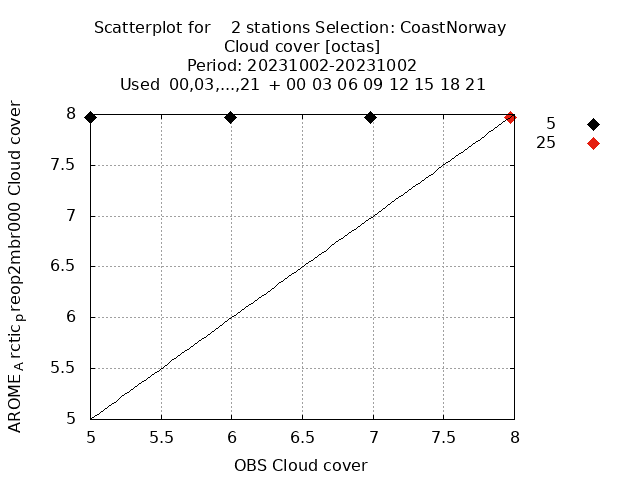 Scatterplot for    2 stations Selection: CoastNorway
Cloud cover [octas]
Period: 20231002-20231002
Used  00,03,...,21  + 00 03 06 09 12 15 18 21
8
7.5
7
6.5
6
5.5
5
5 5.5 6 6.5 7 7.5 8
OBS Cloud cover
AROME_Arctic_preop2mbr000 Cloud cover
5
25